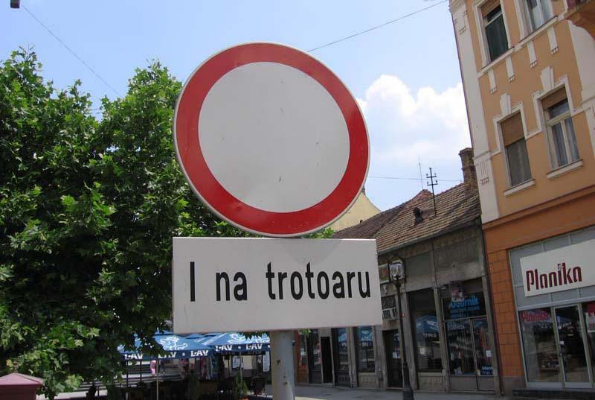 I na trotoaru
Planika
LAV
LAV